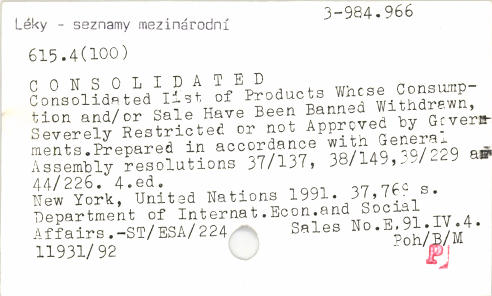 3-984.966
Léky - seznamy mezinárodní
615.4(100)
C O N S O L I D A T E D
Consolidated List of Products Whose Consump-
tion and/or Sale Have Been Banned Withdrawn,
Severely Restricted or not Approved by Govern-
ments.Prepared in accordance with General
Assembly resolutions 37/137, 38/149,39/229 an
44/226. 4.ed.
New York, United Nations 1991. 37,769 s.
Department of Internat.Econ.and Social
Affairs.-ST/ESA/224 Sales No.E.91.IV.4.
11931/92 Poh/B/M
P